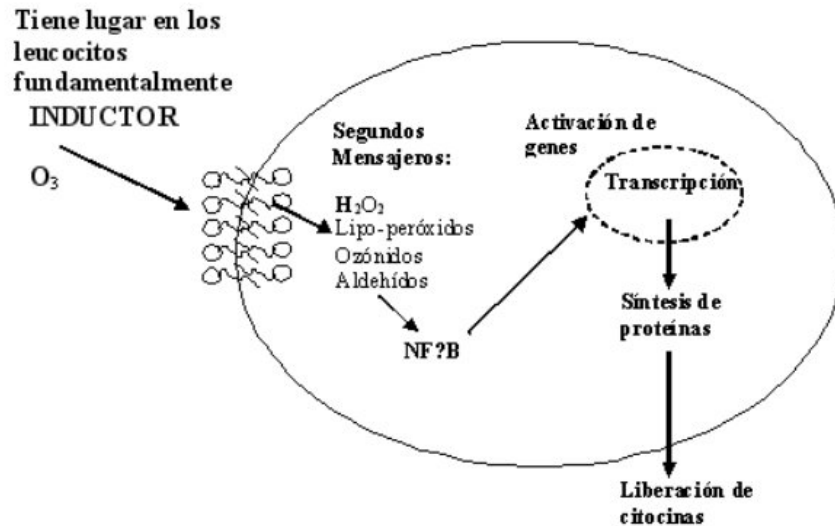 Tiene lugar en los
leucocitos
fundamentalmente
INDUCTOR
O₃
Segundos
Mensajeros:
H₂O₂
Lipo-peróxidos
Ozónidos
Aldehídos
NF?B
Activación de
genes
Transcripción
Síntesis de
proteínas
Liberación de
citocinas